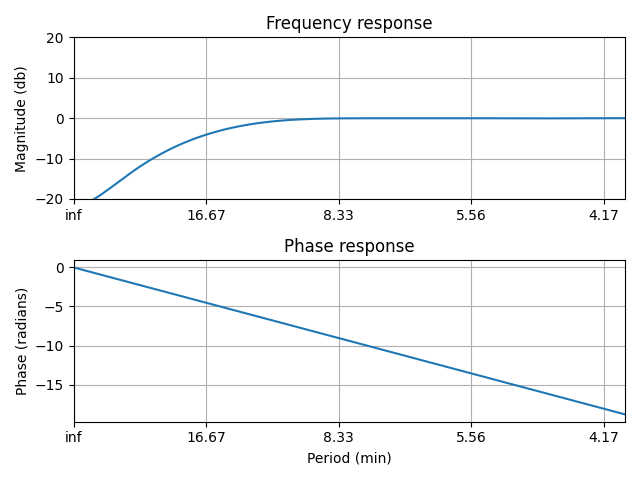 Frequency response
Magnitude (db)
20
10
0
−10
−20
inf 16.67 8.33 5.56 4.17
Phase response
Phase (radians)
0
−5
−10
−15
inf 16.67 8.33 5.56 4.17
Period (min)